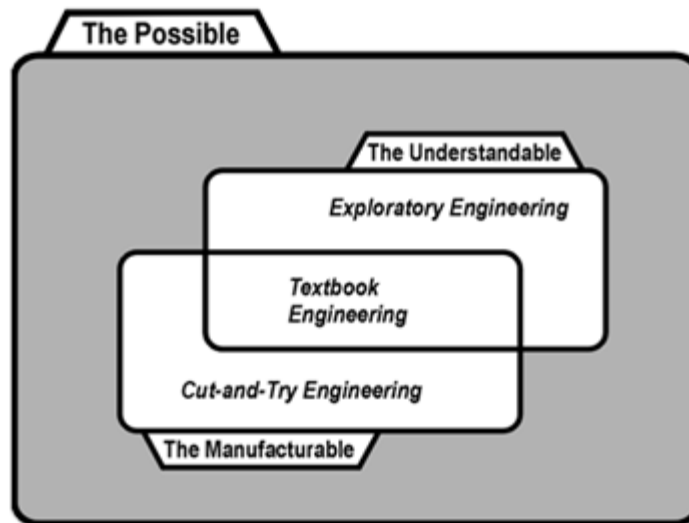 The Possible
The Understandable
Exploratory Engineering
Textbook
Engineering
Cut-and-Try Engineering
The Manufacturable